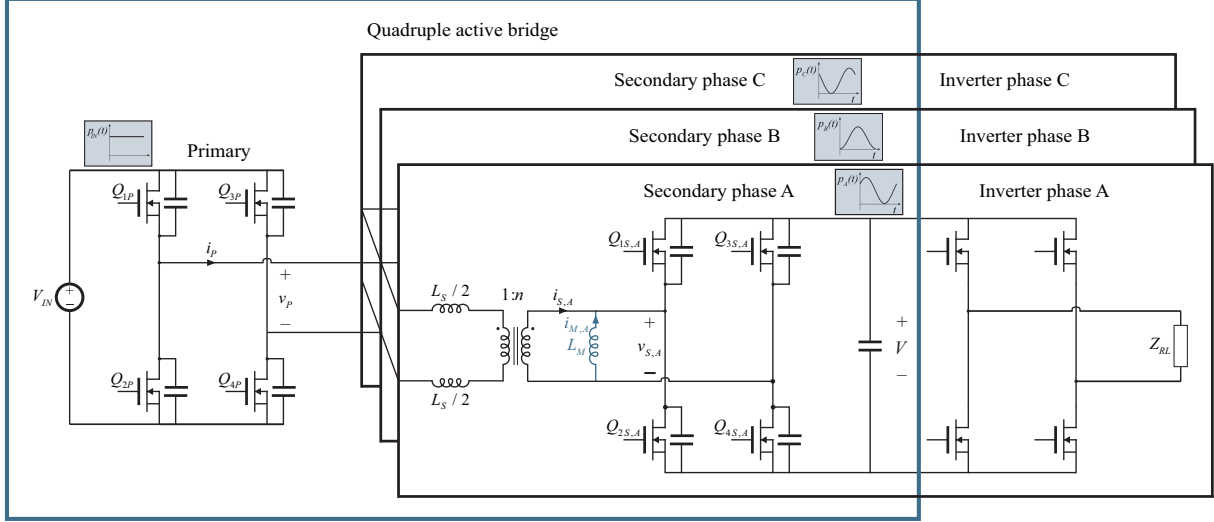 Quadruple active bridge
Secondary phase C
p_C(t)
t
Inverter phase C
Secondary phase B
p_B(t)
t
Inverter phase B
p_IN(t)
t
Primary
Secondary phase A
p_A(t)
t
Inverter phase A
Q_1P
Q_3P
Q_1S,A
Q_3S,A
i_P
+
v_P
−
V_IN
+
−
L_S / 2
1:n
i_S,A
i_M,A
L_M
+
v_S,A
−
+
V
−
Z_RL
L_S / 2
Q_2P
Q_4P
Q_2S,A
Q_4S,A